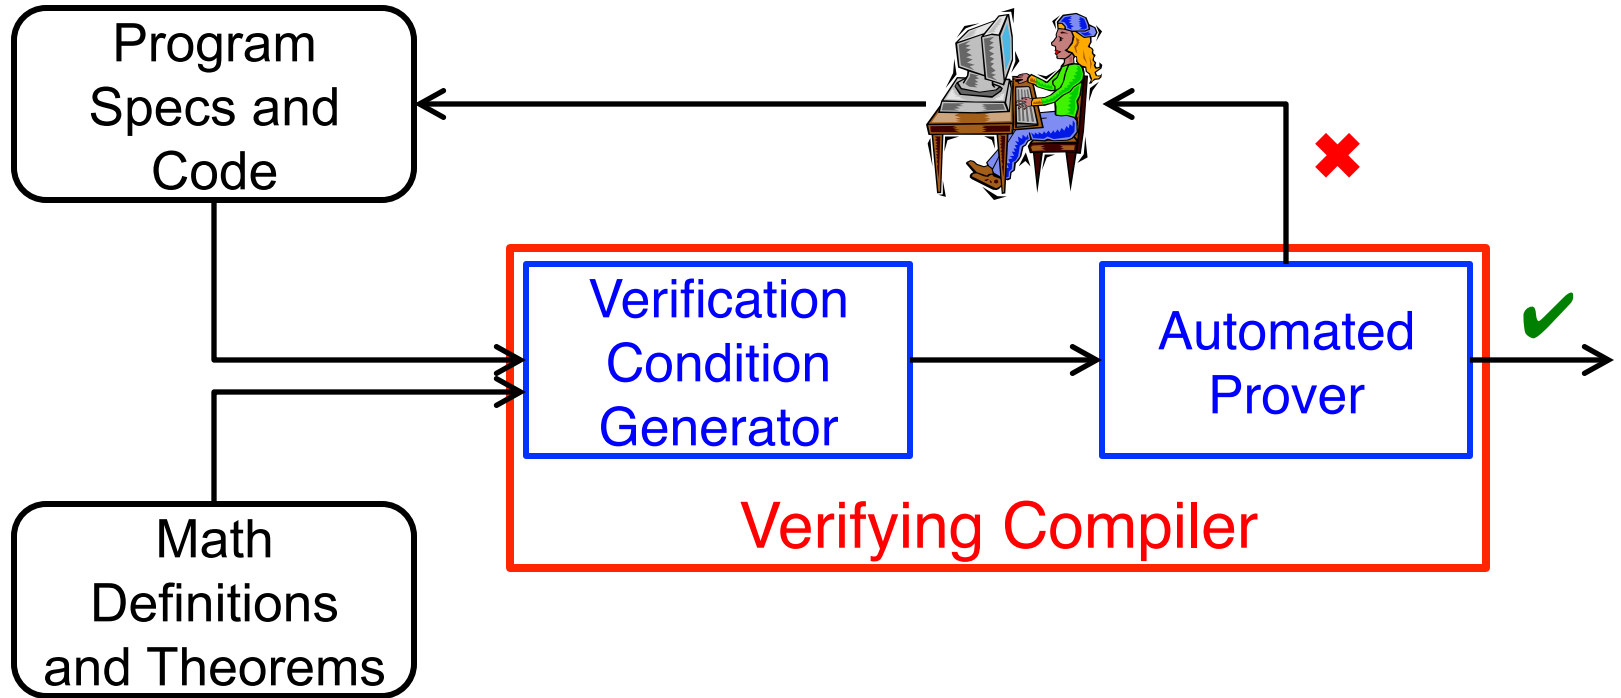 Program
Specs and
Code
Verification
Condition
Generator
Automated
Prover
Verifying Compiler
Math
Definitions
and Theorems